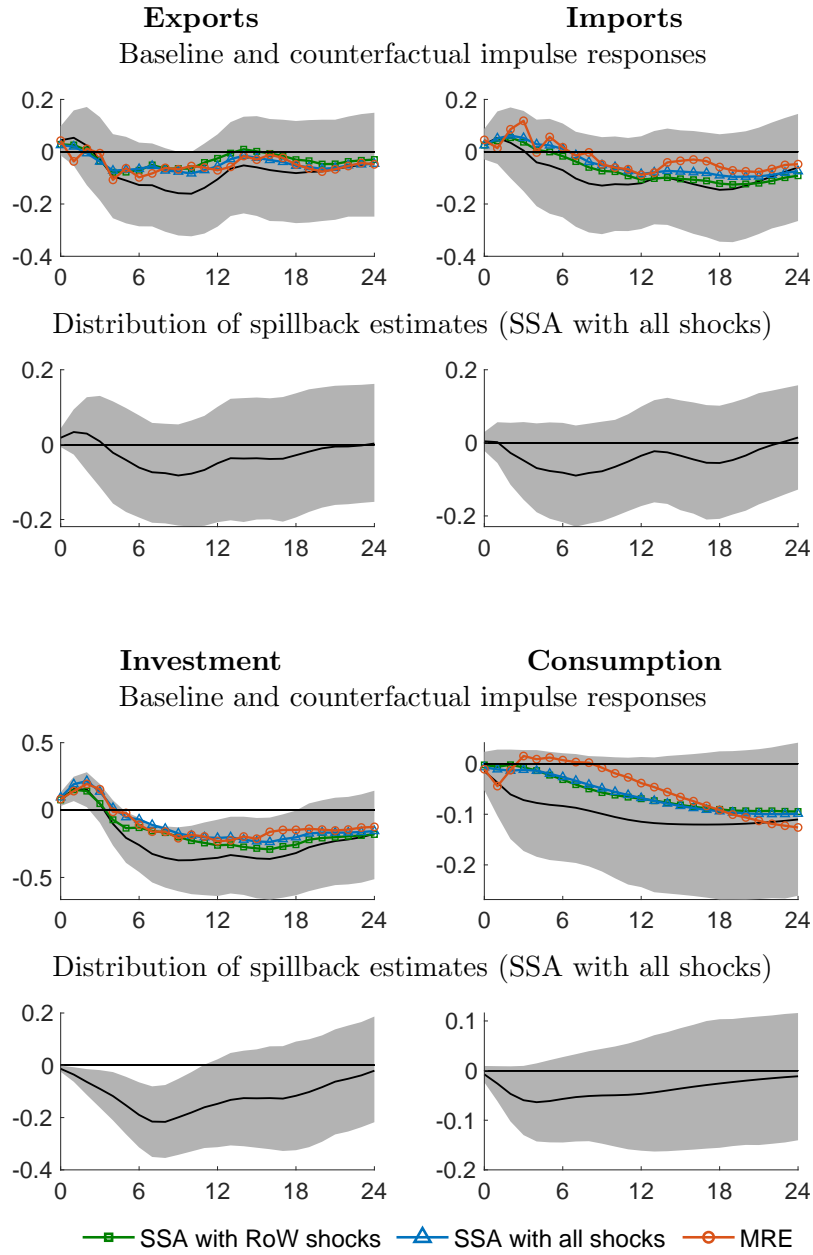 Exports Imports
Baseline and counterfactual impulse responses
0.2 0.2
0 0
-0.2 -0.2
-0.4 -0.4
0 6 12 18 24 0 6 12 18 24
Distribution of spillback estimates (SSA with all shocks)
0.2 0.2
0 0
-0.2 -0.2
0 6 12 18 24 0 6 12 18 24
Investment Consumption
Baseline and counterfactual impulse responses
0.5 0
0 -0.1
-0.5 -0.2
0 6 12 18 24 0 6 12 18 24
Distribution of spillback estimates (SSA with all shocks)
0.2 0.1
0 0
-0.2 -0.1
-0.4 -0.2
0 6 12 18 24 0 6 12 18 24
SSA with RoW shocks SSA with all shocks MRE